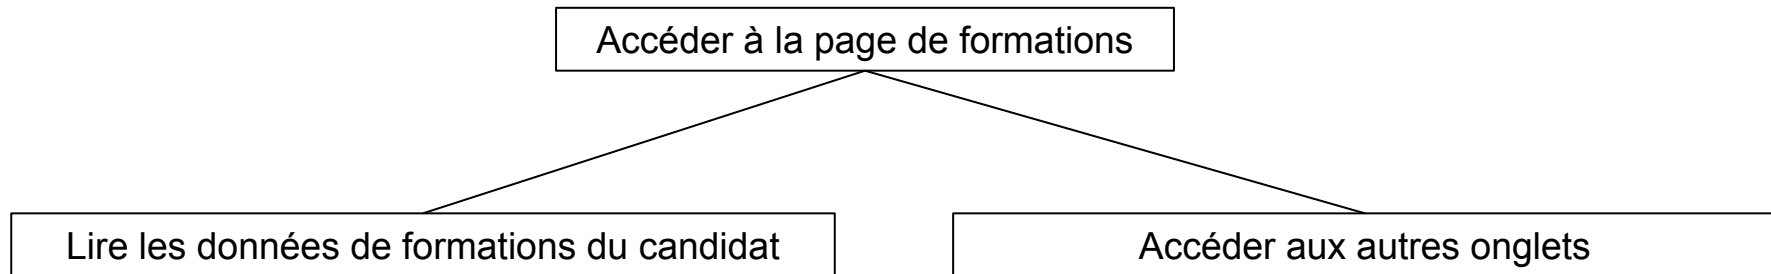 Accéder à la page de formations
Lire les données de formations du candidat
Accéder aux autres onglets